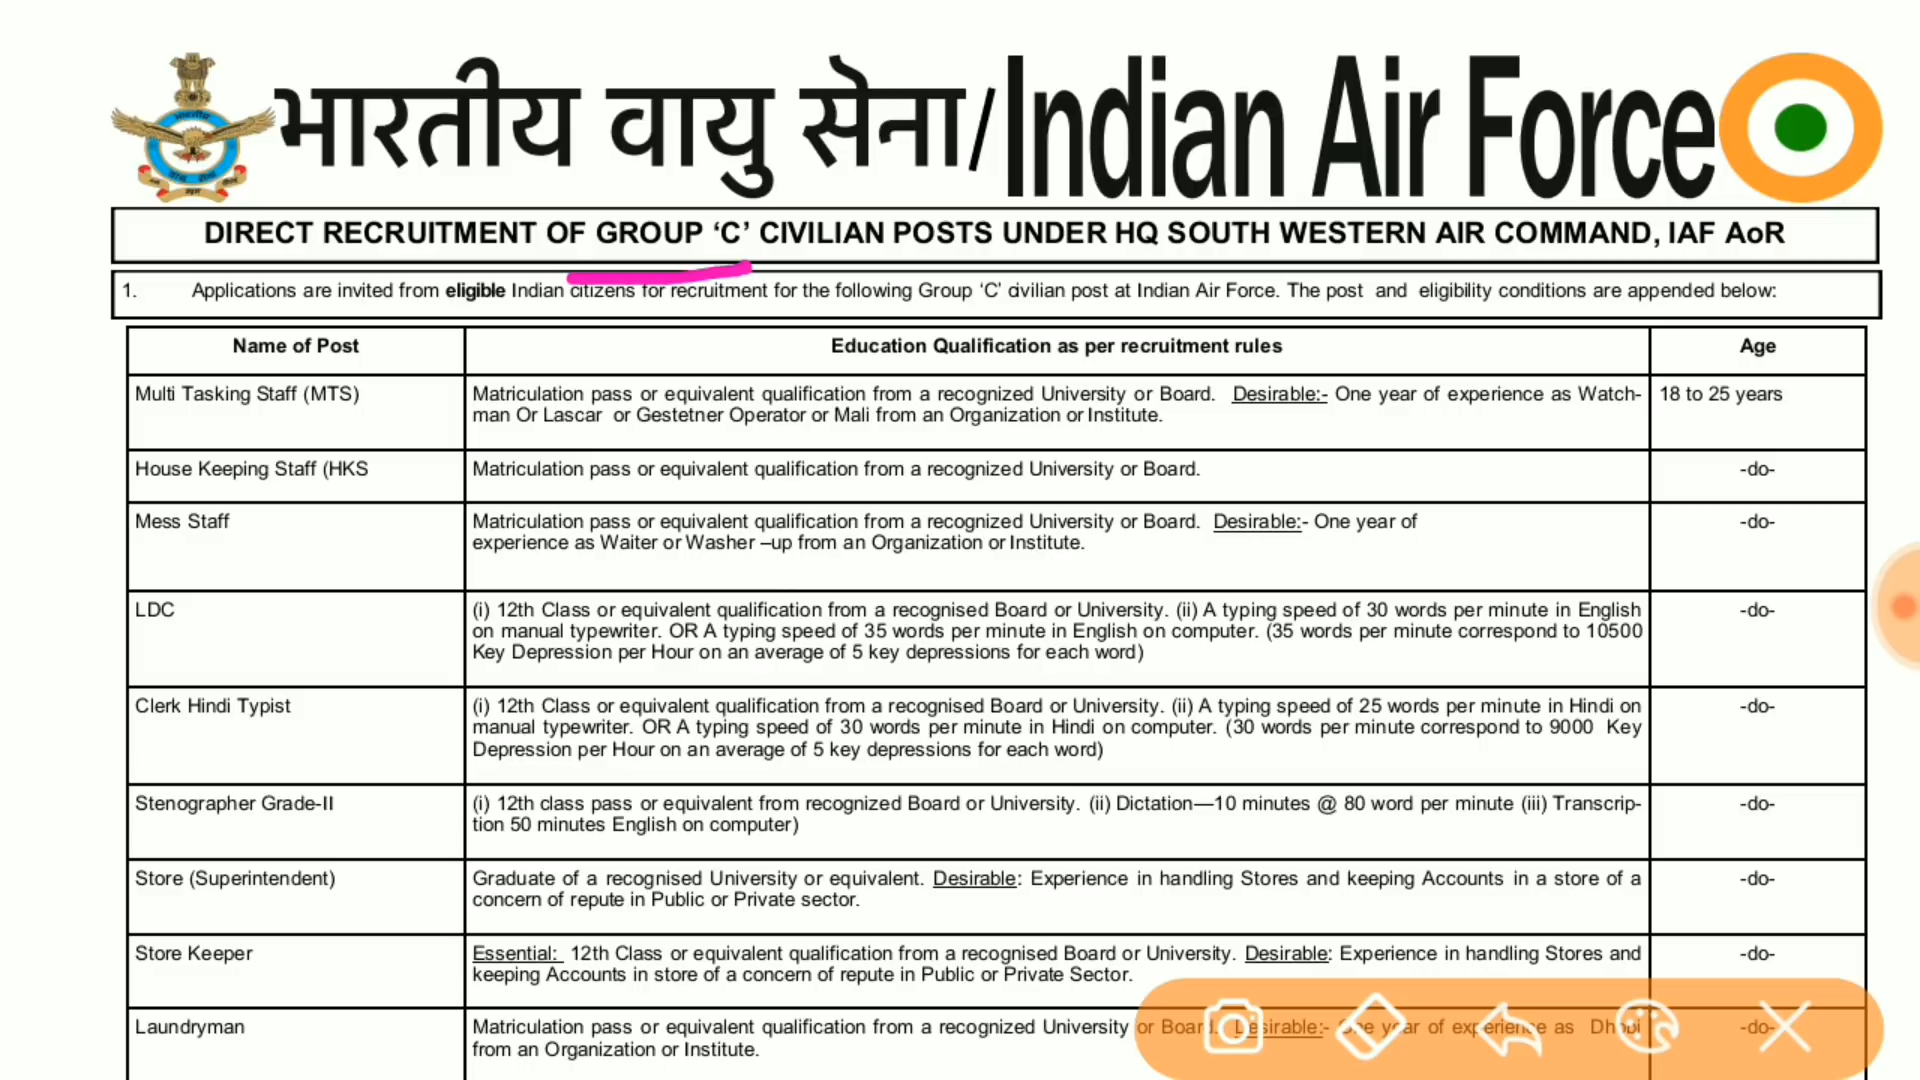 भारतीय वायु सेना/Indian Air Force
DIRECT RECRUITMENT OF GROUP ‘C’ CIVILIAN POSTS UNDER HQ SOUTH WESTERN AIR COMMAND, IAF AoR
1. Applications are invited from eligible Indian citizens for recruitment for the following Group ‘C’ civilian post at Indian Air Force. The post and eligibility conditions are appended below:
Name of Post Education Qualification as per recruitment rules Age
Multi Tasking Staff (MTS) Matriculation pass or equivalent qualification from a recognized University or Board. Desirable:- One year of experience as Watch- 18 to 25 years
man Or Lascar or Gestetner Operator or Mali from an Organization or Institute.
House Keeping Staff (HKS Matriculation pass or equivalent qualification from a recognized University or Board. -do-
Mess Staff Matriculation pass or equivalent qualification from a recognized University or Board. Desirable:- One year of -do-
experience as Waiter or Washer –up from an Organization or Institute.
LDC (i) 12th Class or equivalent qualification from a recognised Board or University. (ii) A typing speed of 30 words per minute in English -do-
on manual typewriter. OR A typing speed of 35 words per minute in English on computer. (35 words per minute correspond to 10500
Key Depression per Hour on an average of 5 key depressions for each word)
Clerk Hindi Typist (i) 12th Class or equivalent qualification from a recognised Board or University. (ii) A typing speed of 25 words per minute in Hindi on -do-
manual typewriter. OR A typing speed of 30 words per minute in Hindi on computer. (30 words per minute correspond to 9000 Key
Depression per Hour on an average of 5 key depressions for each word)
Stenographer Grade-II (i) 12th class pass or equivalent from recognized Board or University. (ii) Dictation—10 minutes @ 80 word per minute (iii) Transcrip- -do-
tion 50 minutes English on computer)
Store (Superintendent) Graduate of a recognised University or equivalent. Desirable: Experience in handling Stores and keeping Accounts in a store of a -do-
concern of repute in Public or Private sector.
Store Keeper Essential: 12th Class or equivalent qualification from a recognised Board or University. Desirable: Experience in handling Stores and -do-
keeping Accounts in store of a concern of repute in Public or Private Sector.
Laundryman Matriculation pass or equivalent qualification from a recognized University or Board. Desirable:- One year of experience as Dhobi -do-
from an Organization or Institute.